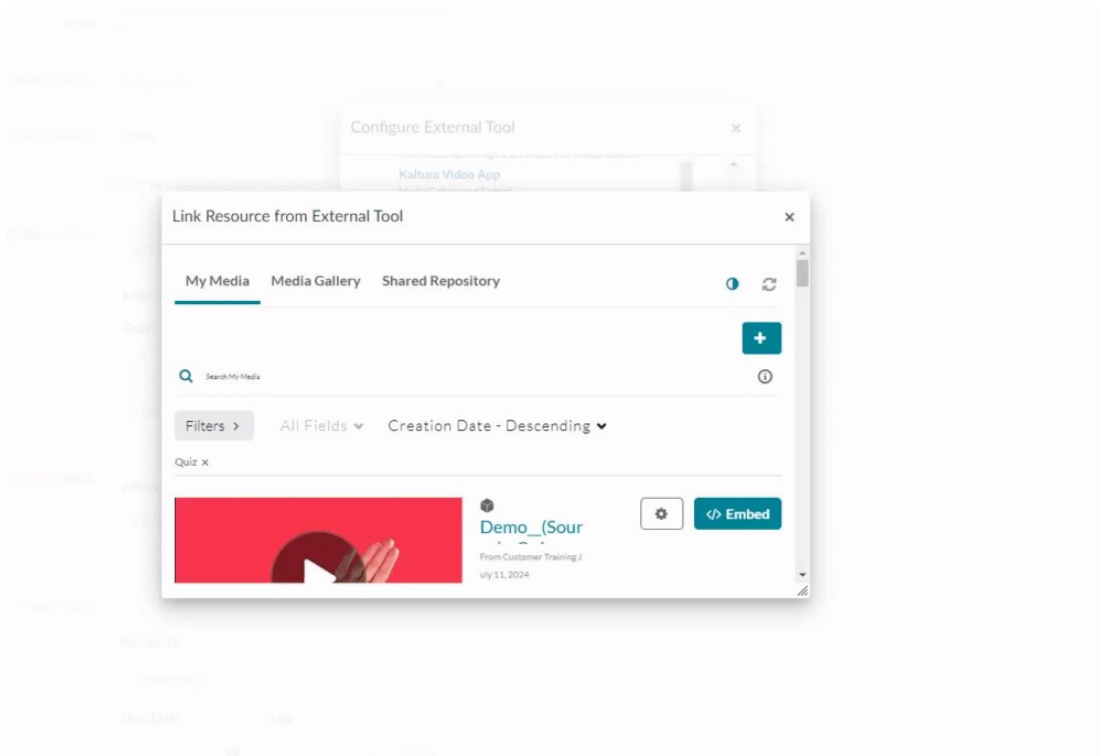 Configure External Tool ×
Kaltura Video App
Link Resource from External Tool ×
My Media Media Gallery Shared Repository
Search My Media
Filters > All Fields Creation Date - Descending
Quiz ×
Demo__(Sour
</> Embed
From Customer Training J
uly 11, 2024